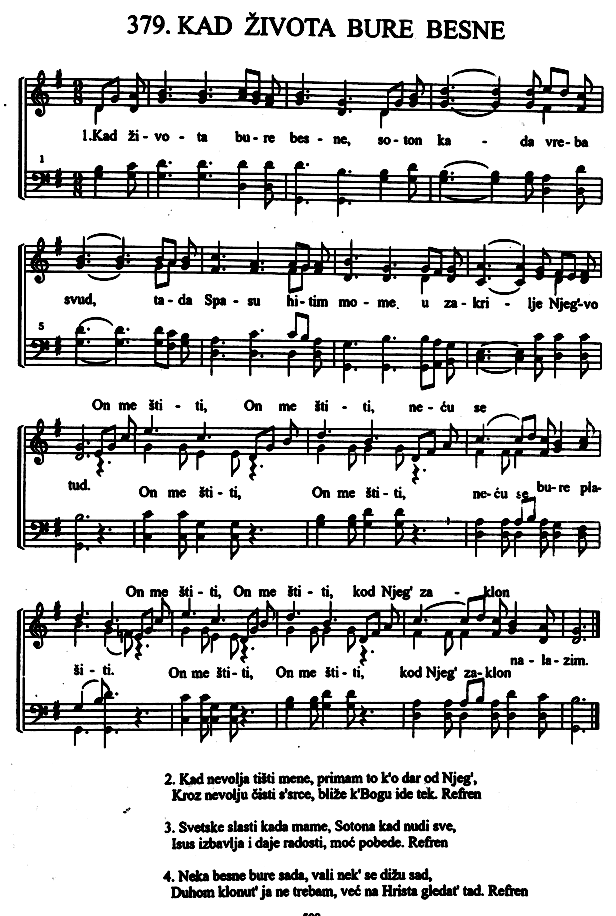 379. KAD ŽIVOTA BURE BESNE
1.Kad ži - vo - ta bu - re bes - ne, so - ton ka - da vre - ba
1
svud, ta - da Spa - su hi - tim mo - me u za - kri - lje Njeg'-vo
5
On me šti - ti, On me šti - ti, ne - ću se
tud. On me šti - ti, On me šti - ti, ne-ću se bu - re pla-
On me šti - ti, On me šti - ti, kod Njeg' za - klon
ši - ti. On me šti - ti, On me šti - ti, kod Njeg' za-klon na - la - zim.
2. Kad nevolja tišti mene, primam to k'o dar od Njeg',
Kroz nevolju čisti s'srce, bliže k'Bogu ide tek. Refren
3. Svetske slasti kada mame, Sotona kad nudi sve,
Isus izbavlja i daje radosti, moć pobede. Refren
4. Neka besne bure sada, vali nek' se dižu sad,
Duhom klonut' ja ne trebam, već na Hrista gledat' tad. Refren